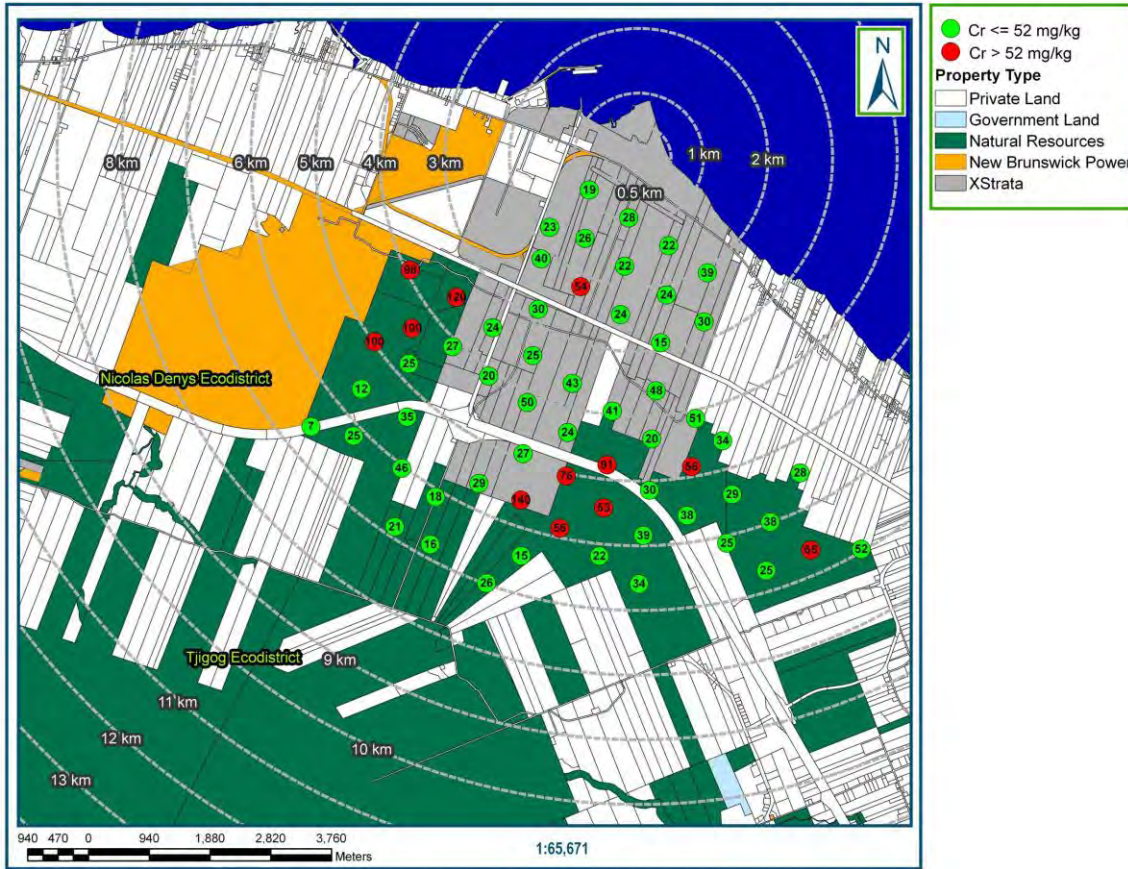 N
Cr <= 52 mg/kg
Cr > 52 mg/kg
Property Type
Private Land
Government Land
Natural Resources
New Brunswick Power
XStrata
8 km
6 km
5 km
4 km
3 km
1 km
2 km
0.5 km
19
28
23
26
22
40
22
39
98
54
24
120
30
24
30
24
100
100
15
27
25
25
20
43
12
48
50
41
35
51
7
25
24
20
34
27
91
46
76
56
28
29
30
29
18
140
53
38
38
21
55
39
16
25
65
52
15
22
25
26
34
Nicolas Denys Ecodistrict
Tjigog Ecodistrict
9 km
11 km
10 km
12 km
13 km
940 470 0 940 1,880 2,820 3,760
Meters
1:65,671